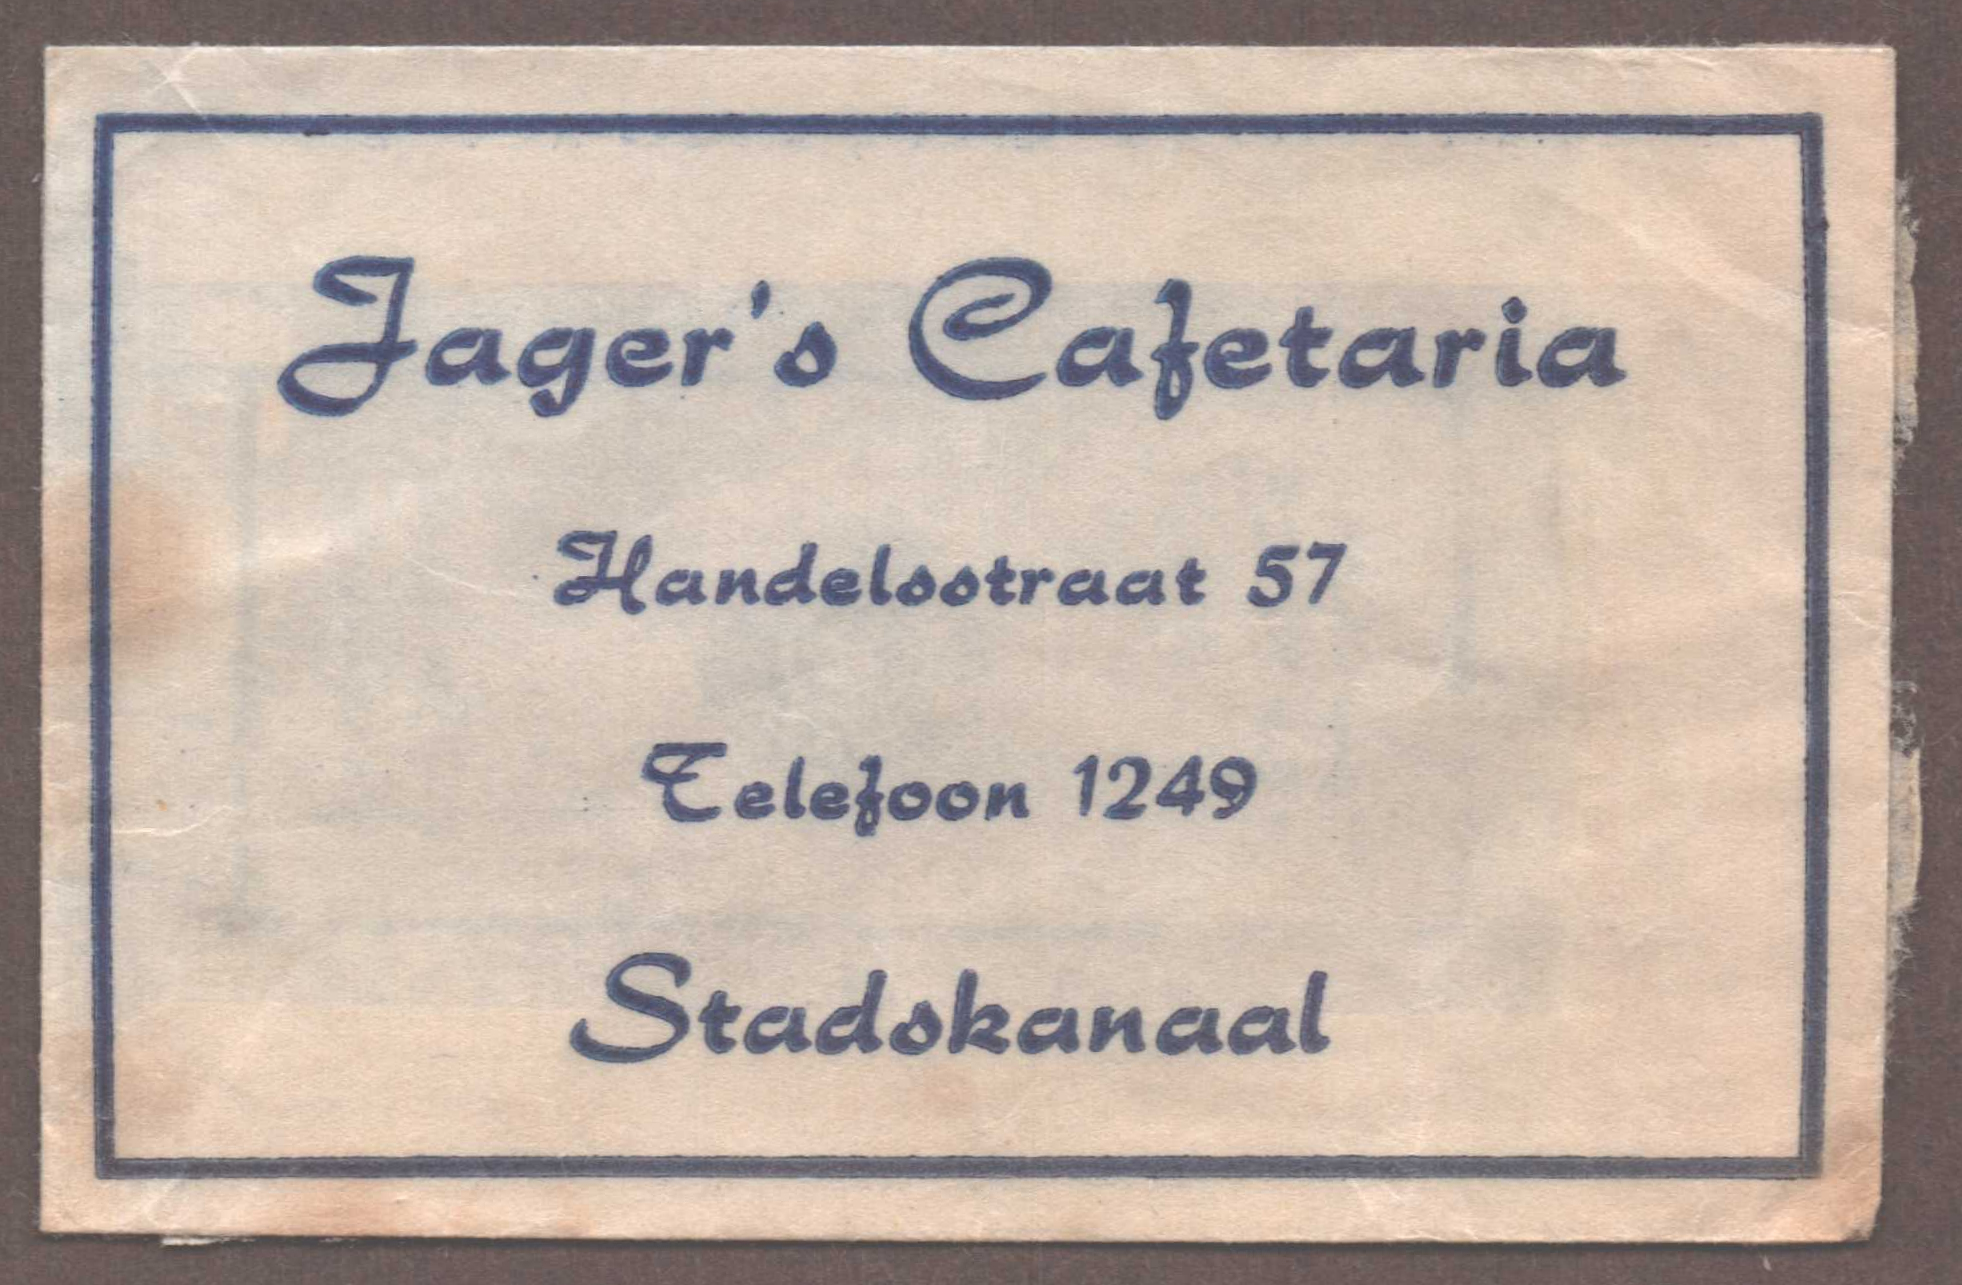 Jager's Cafetaria
Handelsstraat 57
Telefoon 1249
Stadskanaal